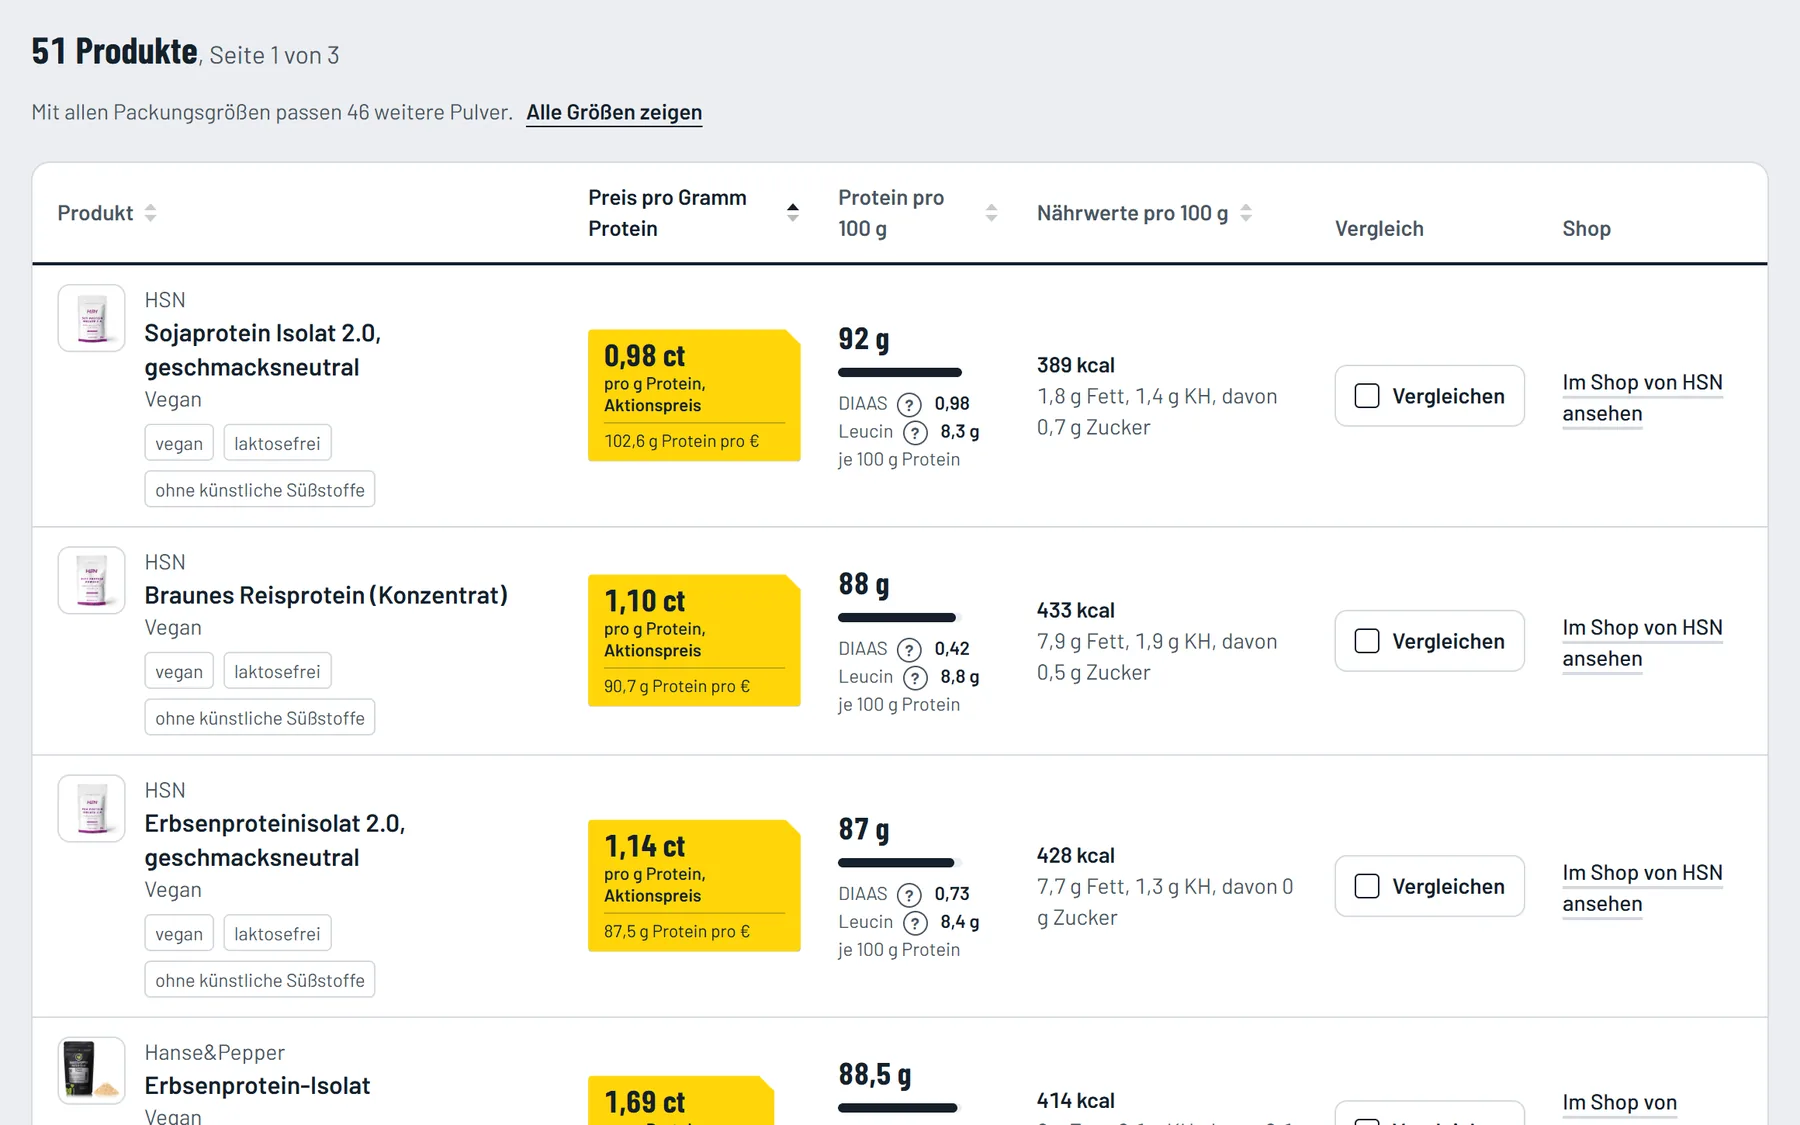 51 Produkte, Seite 1 von 3
Mit allen Packungsgrößen passen 46 weitere Pulver. Alle Größen zeigen
Produkt
Preis pro Gramm
Protein
Protein pro
100 g
Nährwerte pro 100 g
Vergleich
Shop
HSN
Sojaprotein Isolat 2.0,
geschmacksneutral
Vegan
vegan
laktosefrei
ohne künstliche Süßstoffe
0,98 ct
pro g Protein,
Aktionspreis
102,6 g Protein pro €
92 g
DIAAS ? 0,98
Leucin ? 8,3 g
je 100 g Protein
389 kcal
1,8 g Fett, 1,4 g KH, davon
0,7 g Zucker
Vergleichen
Im Shop von HSN
ansehen
HSN
Braunes Reisprotein (Konzentrat)
Vegan
vegan
laktosefrei
ohne künstliche Süßstoffe
1,10 ct
pro g Protein,
Aktionspreis
90,7 g Protein pro €
88 g
DIAAS ? 0,42
Leucin ? 8,8 g
je 100 g Protein
433 kcal
7,9 g Fett, 1,9 g KH, davon
0,5 g Zucker
Vergleichen
Im Shop von HSN
ansehen
HSN
Erbsenproteinisolat 2.0,
geschmacksneutral
Vegan
vegan
laktosefrei
ohne künstliche Süßstoffe
1,14 ct
pro g Protein,
Aktionspreis
87,5 g Protein pro €
87 g
DIAAS ? 0,73
Leucin ? 8,4 g
je 100 g Protein
428 kcal
7,7 g Fett, 1,3 g KH, davon 0
g Zucker
Vergleichen
Im Shop von HSN
ansehen
Hanse&Pepper
Erbsenprotein-Isolat
Vegan
1,69 ct
88,5 g
414 kcal
Im Shop von